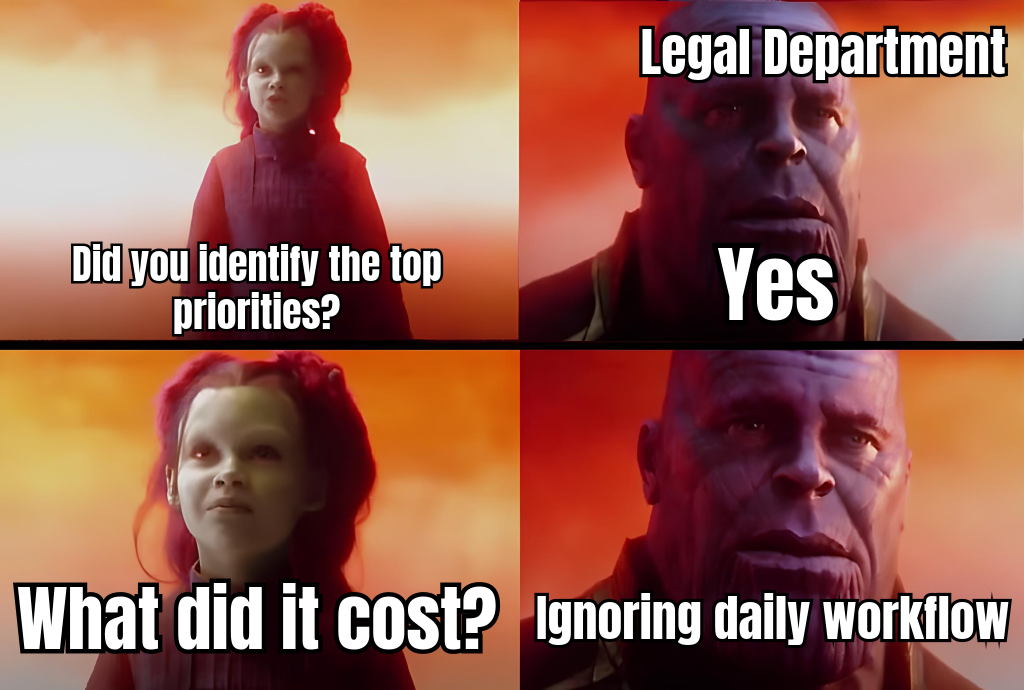 Did you identify the top
priorities?
Legal Department
Yes
What did it cost?
Ignoring daily workflow